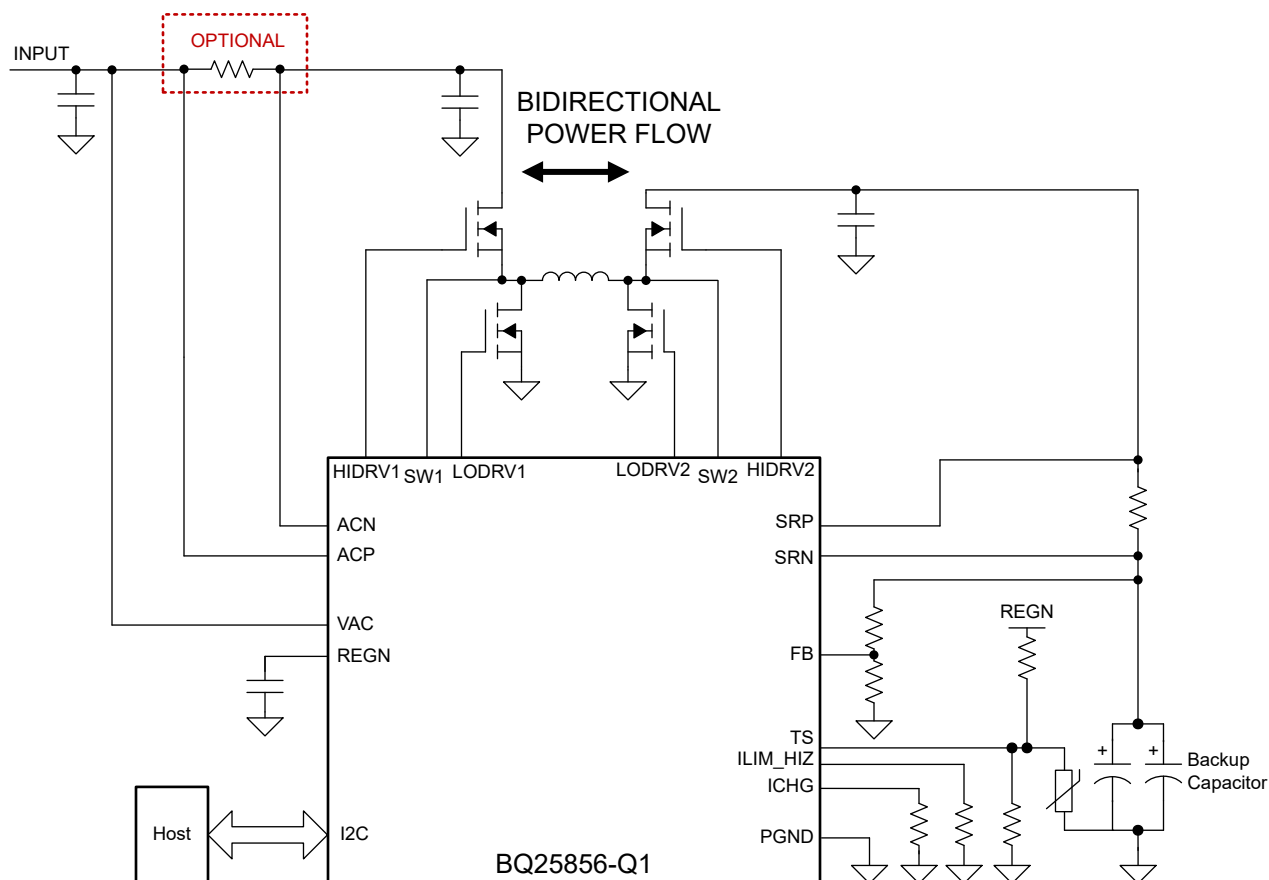 OPTIONAL
INPUT
BIDIRECTIONAL
POWER FLOW
HIDRV1
SW1
LODRV1
LODRV2
SW2
HIDRV2
ACN
ACP
VAC
REGN
SRP
SRN
REGN
FB
TS
ILIM_HIZ
ICHG
PGND
+
+
Backup
Capacitor
Host
I2C
BQ25856-Q1